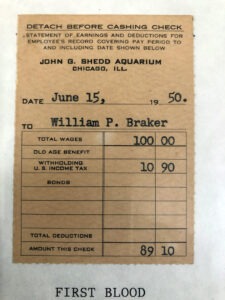 DETACH BEFORE CASHING CHECK
STATEMENT OF EARNINGS AND DEDUCTIONS FOR
EMPLOYEE'S RECORD COVERING PAY PERIOD TO
AND INCLUDING DATE SHOWN BELOW
JOHN G. SHEDD AQUARIUM
CHICAGO, ILL.
DATE June 15, 1950.
TO William P. Braker
TOTAL WAGES 100 00
OLD AGE BENEFIT
WITHHOLDING
U. S. INCOME TAX 10 90
BONDS
TOTAL DEDUCTIONS
AMOUNT THIS CHECK 89 10
FIRST BLOOD